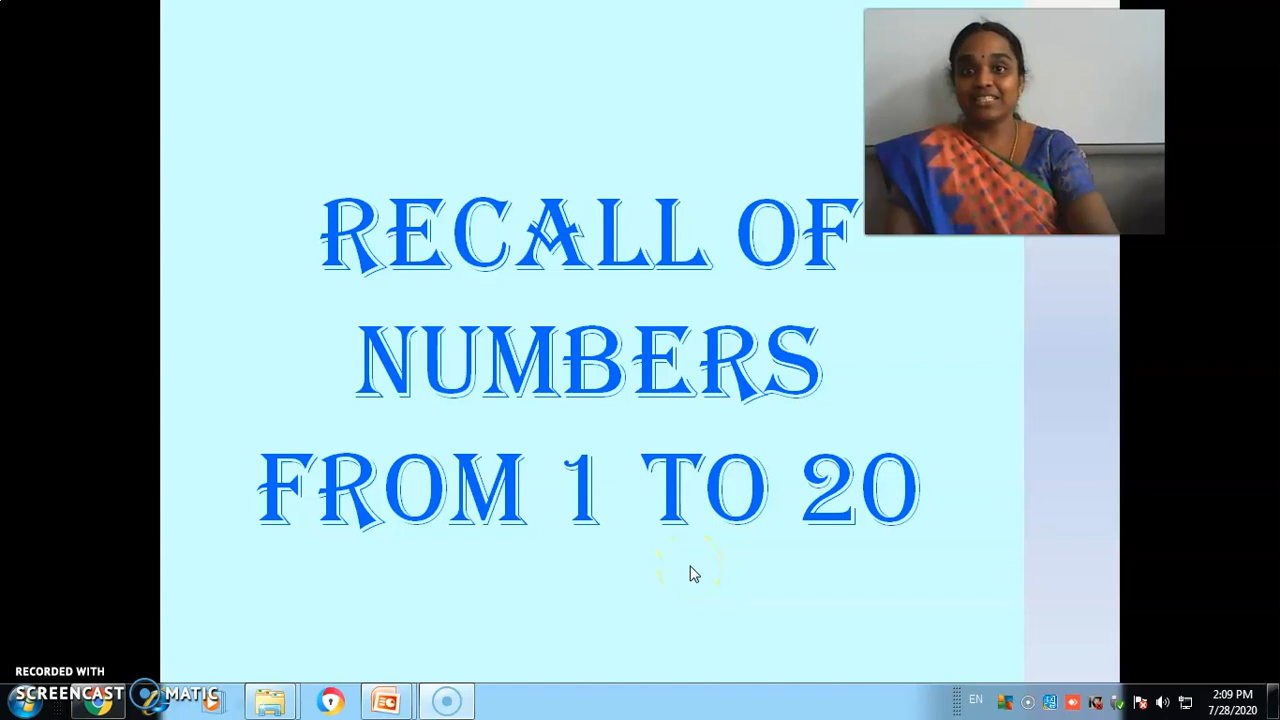 RECALL OF
NUMBERS
FROM 1 TO 20
RECORDED WITH
SCREENCAST MATIC
EN
2:09 PM
7/28/2020